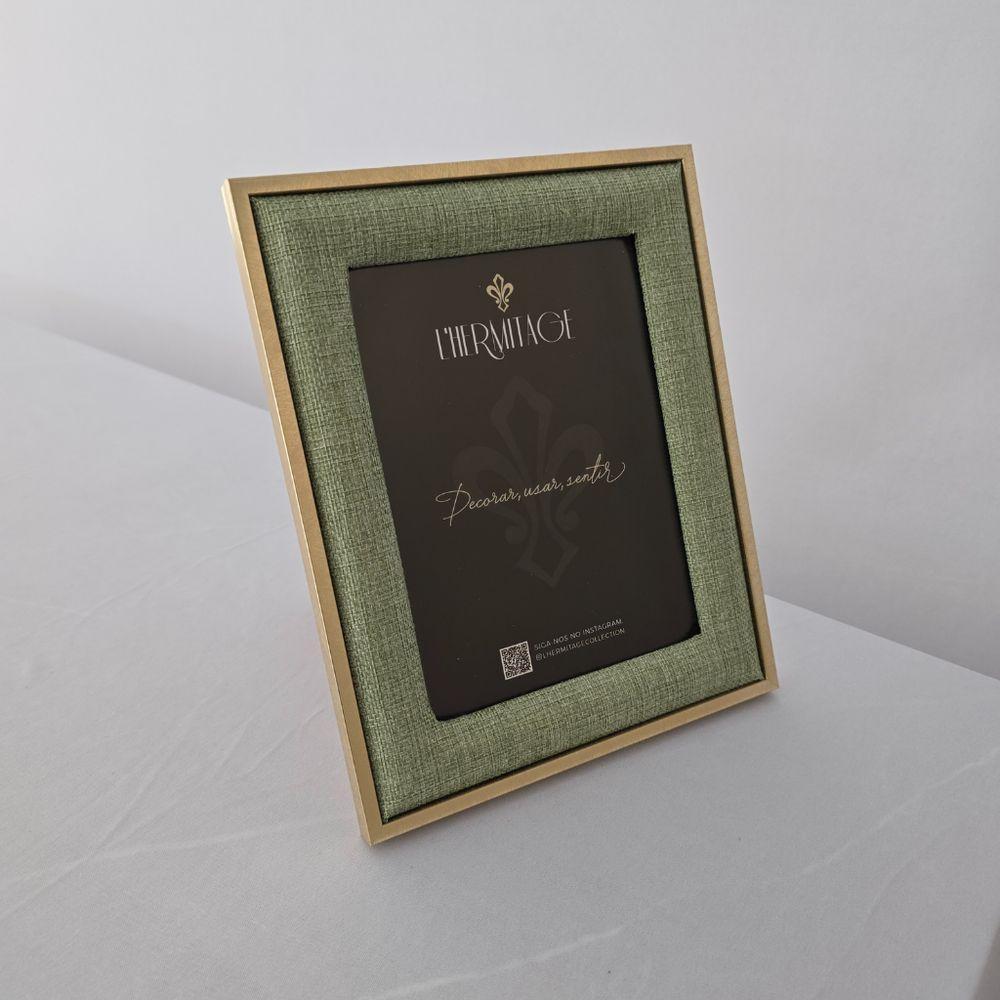 L'HERMITAGE
Decorar, usar, sentir
SIGA NOS NO INSTAGRAM.
@LHERMITAGECOLLECTION